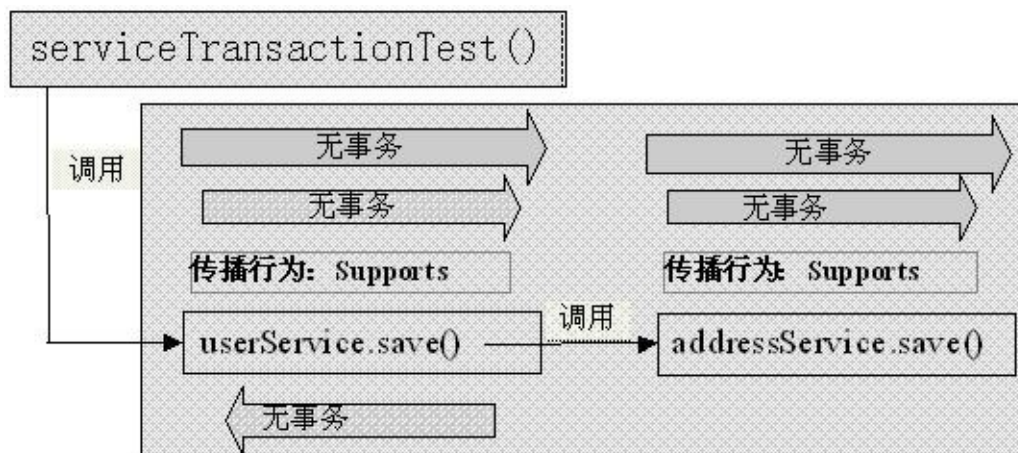 serviceTransactionTest()
调用
无事务
无事务
无事务
无事务
传播行为：Supports
传播行为：Supports
调用
userService.save()
addressService.save()
无事务